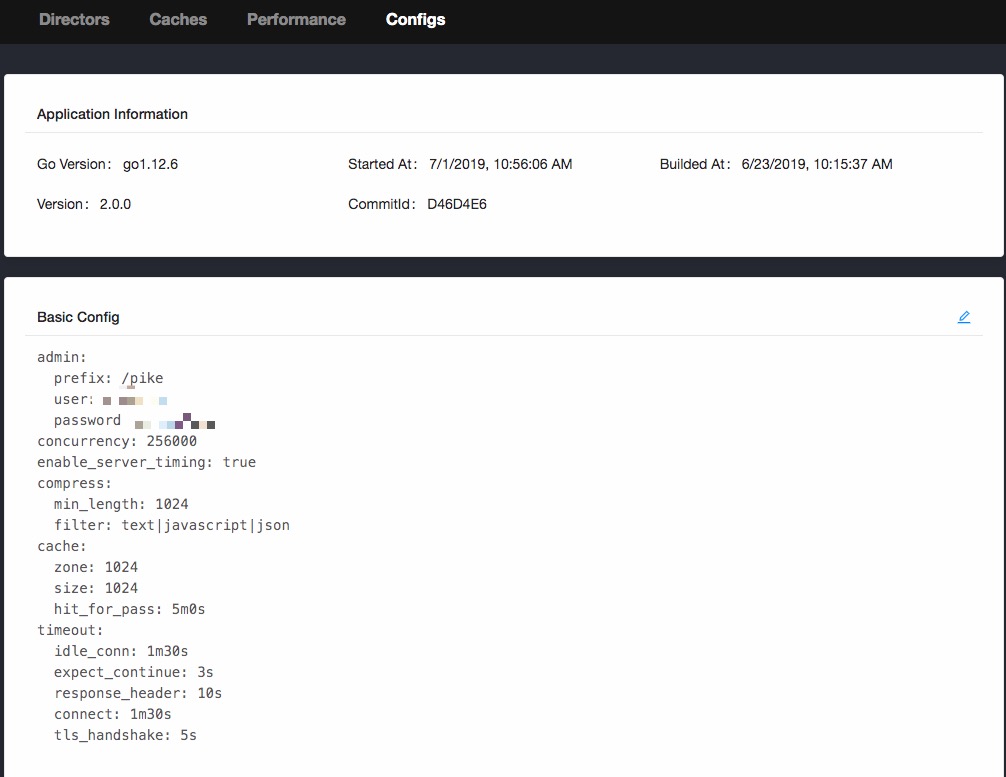 Directors Caches Performance Configs
Application Information
Go Version： go1.12.6 Started At： 7/1/2019, 10:56:06 AM Builded At： 6/23/2019, 10:15:37 AM
Version： 2.0.0 CommitId： D46D4E6
Basic Config
admin:
  prefix: /pike
  user:
  password
concurrency: 256000
enable_server_timing: true
compress:
  min_length: 1024
  filter: text|javascript|json
cache:
  zone: 1024
  size: 1024
  hit_for_pass: 5m0s
timeout:
  idle_conn: 1m30s
  expect_continue: 3s
  response_header: 10s
  connect: 1m30s
  tls_handshake: 5s